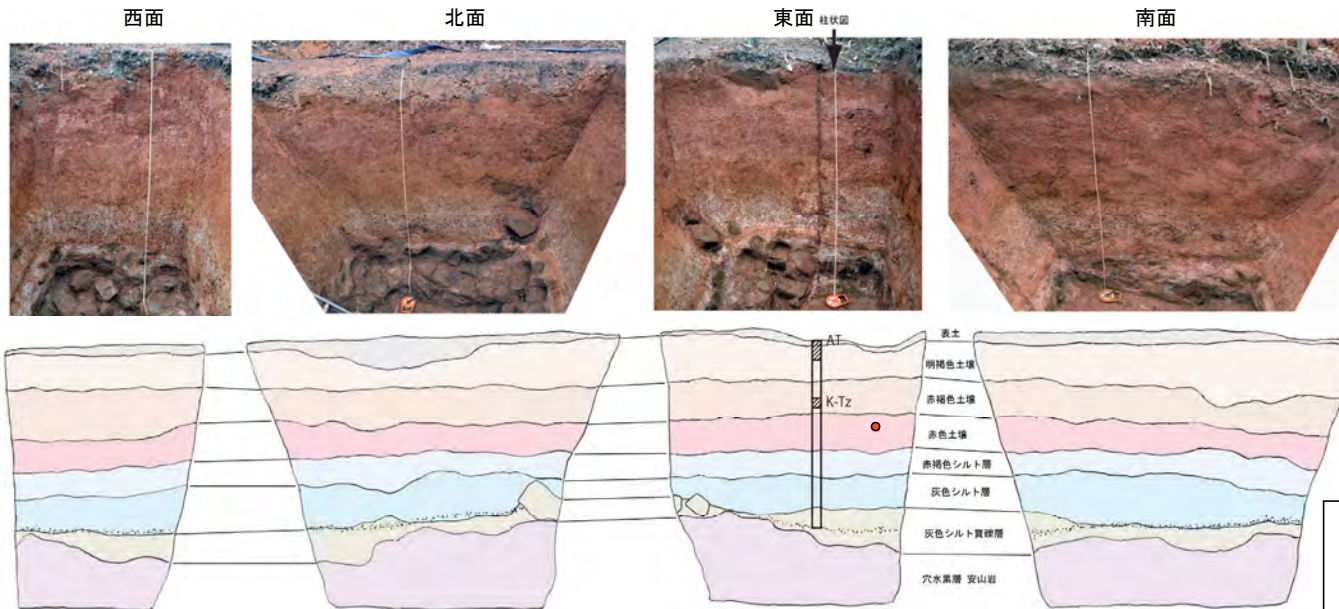 西面
北面
東面
柱状図
南面
AT
K-Tz
表土
明褐色土壌
赤褐色土壌
赤色土壌
赤褐色シルト層
灰色シルト層
灰色シルト質礫層
穴水累層 安山岩